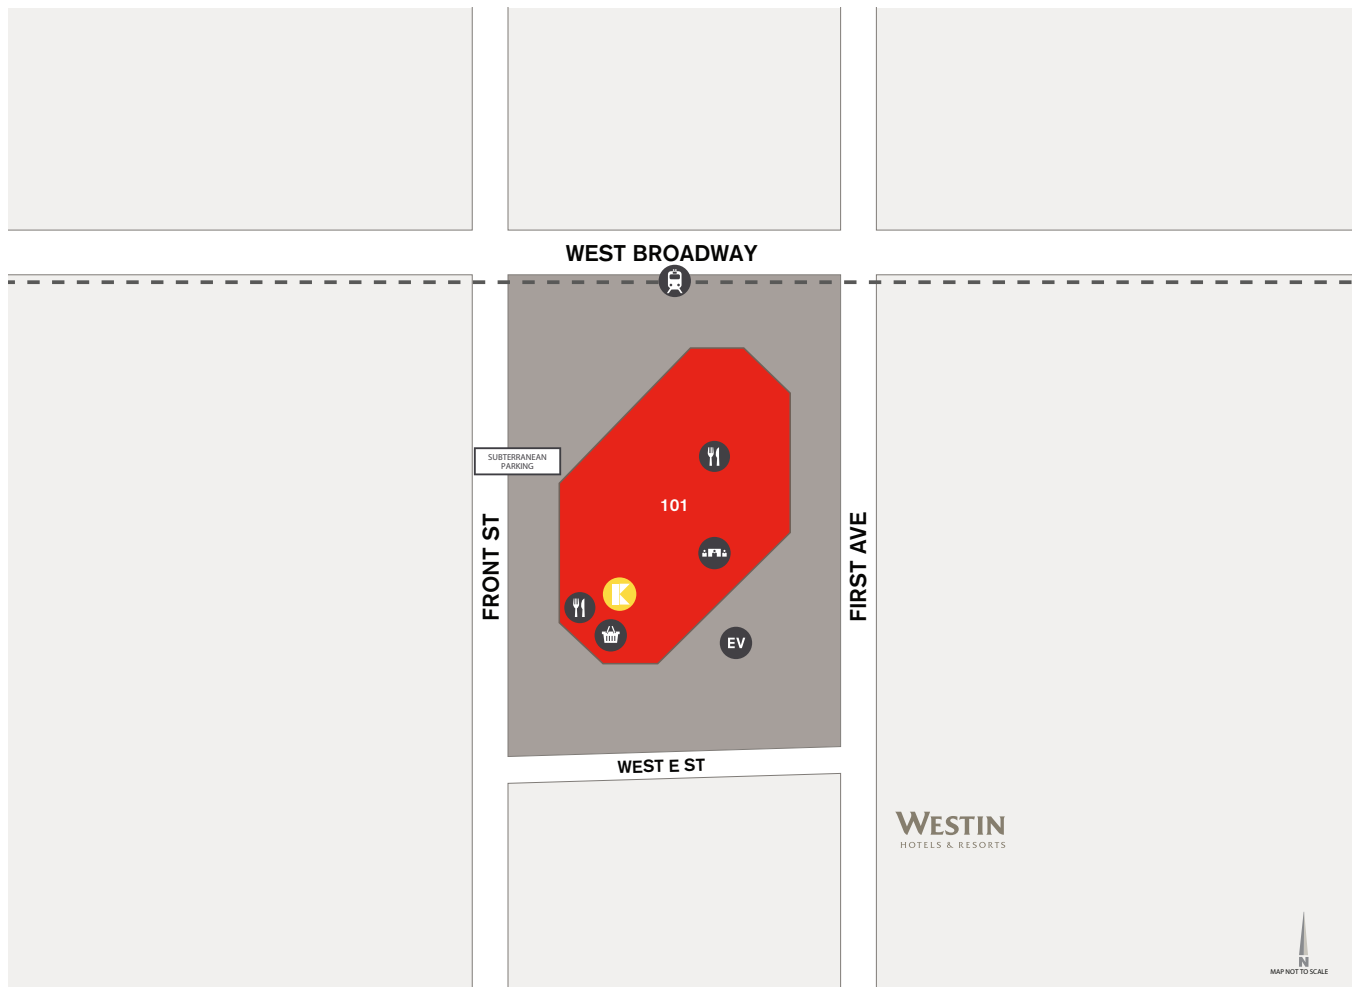 WEST BROADWAY
SUBTERRANEAN
PARKING
101
FRONT ST
FIRST AVE
K
EV
WEST E ST
WESTIN
HOTELS & RESORTS
N
MAP NOT TO SCALE